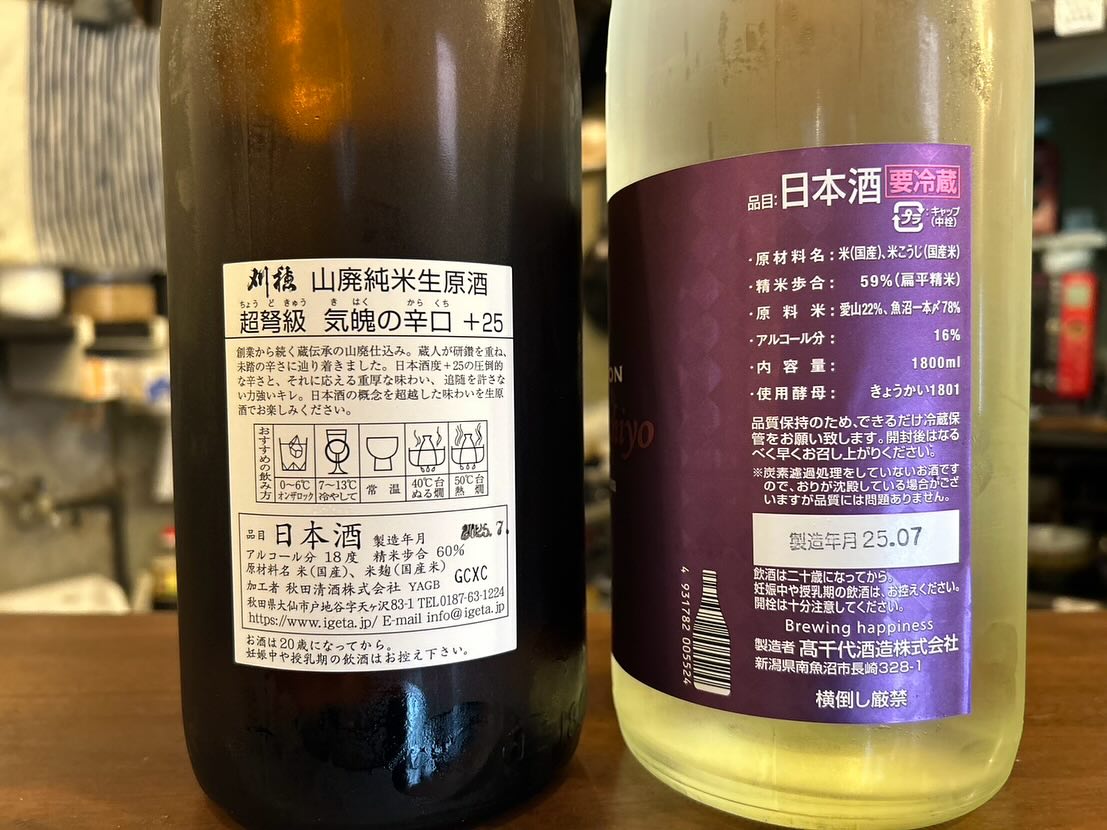 刈穂 山廃純米生原酒
ちょうどきゅう き はく から くち
超弩級 気魄の辛口 +25
創業から続く蔵伝承の山廃仕込み。蔵人が研鑽を重ね、
未踏の辛さに辿り着きました。日本酒度+25の圧倒的
な辛さと、それに応える重厚な味わい、追随を許さな
い力強いキレ。日本酒の概念を超越した味わいを生原
酒でお楽しみください。
おすすめの飲み方
0~6℃ オンザロック
7~13℃ 冷やして
常温
40℃台 ぬる燗
50℃台 熱燗
品目 日本酒 製造年月 2025.7.
アルコール分 18度 精米歩合 60%
原材料名 米(国産)、米麹(国産米)
GCXC
加工者 秋田清酒株式会社 YAGB
秋田県大仙市戸地谷字天ヶ沢83-1 TEL0187-63-1224
https://www.igeta.jp/ E-mail info@igeta.jp
お酒は20歳になってから。
妊娠中や授乳期の飲酒はお控え下さい。
ON
iyo
品目:日本酒 要冷蔵
プラ :キャップ
(中栓)
・原材料名:米(国産)、米こうじ(国産米)
・精米歩合: 59%(扁平精米)
・原料米:愛山22%、魚沼一本〆78%
・アルコール分: 16%
・内容量: 1800ml
・使用酵母: きょうかい1801
品質保持のため、できるだけ冷蔵保
管をお願い致します。開封後はなる
べく早くお召し上がりください。
※炭素濾過処理をしていないお酒です
ので、おりが沈殿している場合がござ
いますが品質には問題ありません。
製造年月 25.07
飲酒は二十歳になってから。
妊娠中や授乳期の飲酒は、お控えください。
開栓は十分注意してください。
Brewing happiness
製造者 髙千代酒造株式会社
新潟県南魚沼市長崎328-1
横倒し厳禁
4 931782 005524